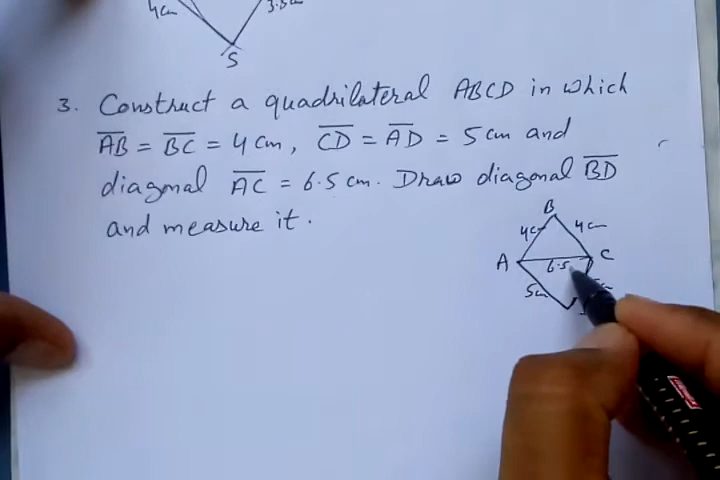 4cm 3.5cm
S
3. Construct a quadrilateral ABCD in which
AB = BC = 4 cm, CD = AD = 5 cm and
diagonal AC = 6.5 cm. Draw diagonal BD
and measure it.
B
4c 4cm
A 6.5 C
5cm